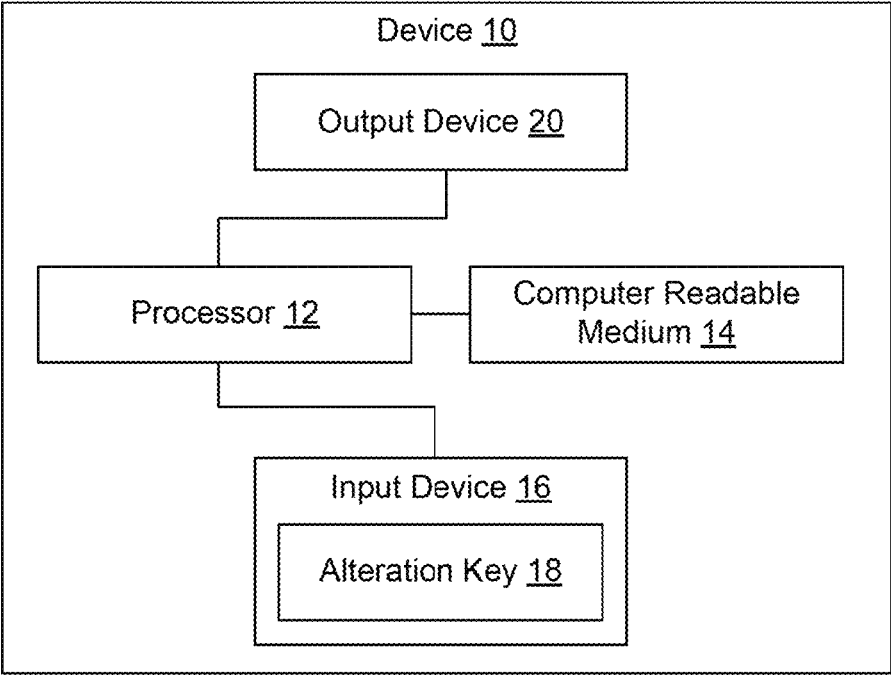 Device 10
Output Device 20
Processor 12
Computer Readable
Medium 14
Input Device 16
Alteration Key 18